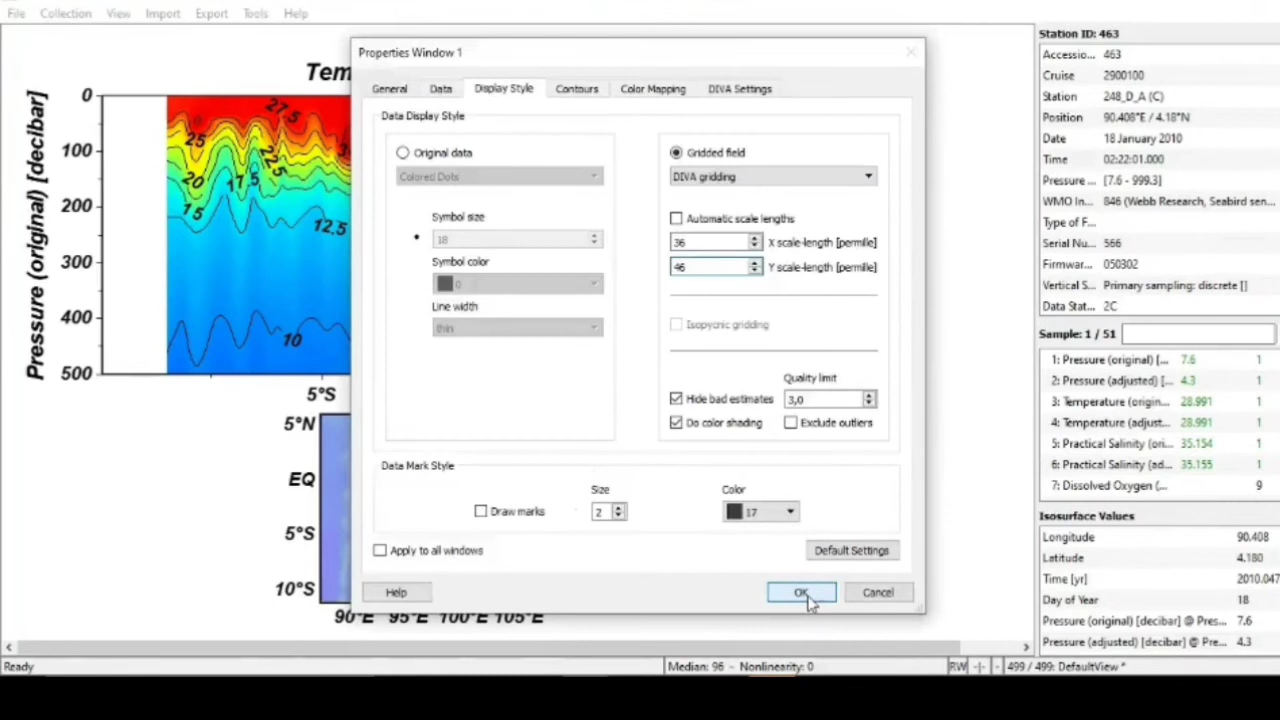 File Collection View Import Export Tools Help
Properties Window 1
General Data Display Style Contours Color Mapping DIVA Settings
Data Display Style
Original data
Colored Dots
Symbol size
18
Symbol color
0
Line width
thin
Gridded field
DIVA gridding
Automatic scale lengths
36 X scale-length [permille]
46 Y scale-length [permille]
Isopycnic gridding
Quality limit
Hide bad estimates 3,0
Do color shading Exclude outliers
Data Mark Style
Size Color
Draw marks 2 17
Apply to all windows Default Settings
Help OK Cancel
Tem
Pressure (original) [decibar]
0
100
200
300
400
500
27.5
25
22.5
20
17.5
15
12.5
10
5°S
5°N
EQ
5°S
10°S
90°E 95°E 100°E 105°E
Station ID: 463
Accessio... 463
Cruise 2900100
Station 248_D_A (C)
Position 90.408°E / 4.18°N
Date 18 January 2010
Time 02:22:01.000
Pressure ... [7.6 - 999.3]
WMO In... 846 (Webb Research, Seabird sen...
Type of F...
Serial Nu... 566
Firmwar... 050302
Vertical S... Primary sampling: discrete []
Data Stat... 2C
Sample: 1 / 51
1: Pressure (original) [... 7.6 1
2: Pressure (adjusted) [... 4.3 1
3: Temperature (origin... 28.991 1
4: Temperature (adjust... 28.991 1
5: Practical Salinity (ori... 35.154 1
6: Practical Salinity (ad... 35.155 1
7: Dissolved Oxygen (... 9
Isosurface Values
Longitude 90.408
Latitude 4.180
Time [yr] 2010.047
Day of Year 18
Pressure (original) [decibar] @ Pres... 7.6
Pressure (adjusted) [decibar] @ Pre... 4.3
Ready Median: 96 - Nonlinearity: 0 RW -|- - 499 / 499: DefaultView *